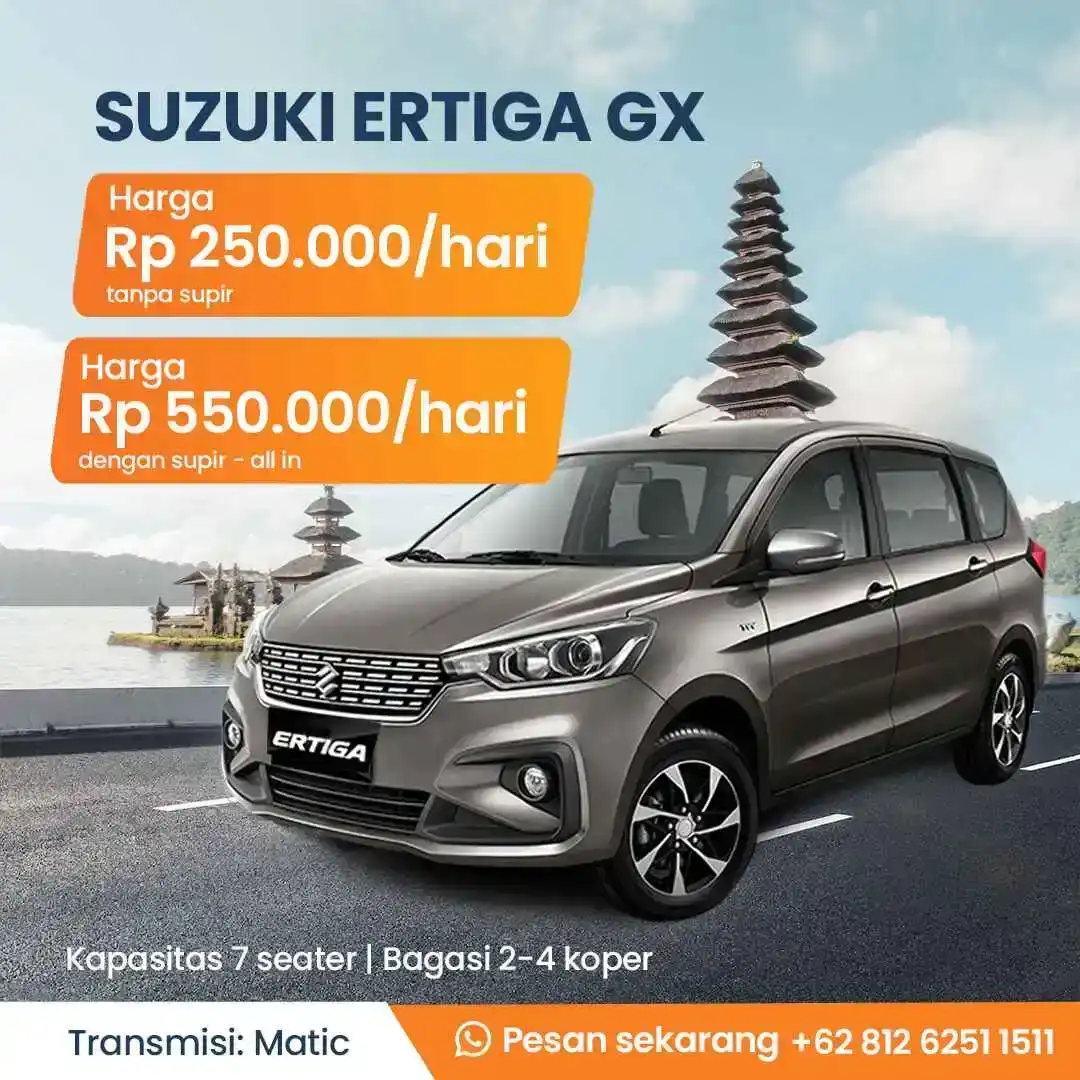 SUZUKI ERTIGA GX
Harga
Rp 250.000/hari
tanpa supir
Harga
Rp 550.000/hari
dengan supir - all in
ERTIGA
Kapasitas 7 seater | Bagasi 2-4 koper
Transmisi: Matic
Pesan sekarang +62 812 6251 1511